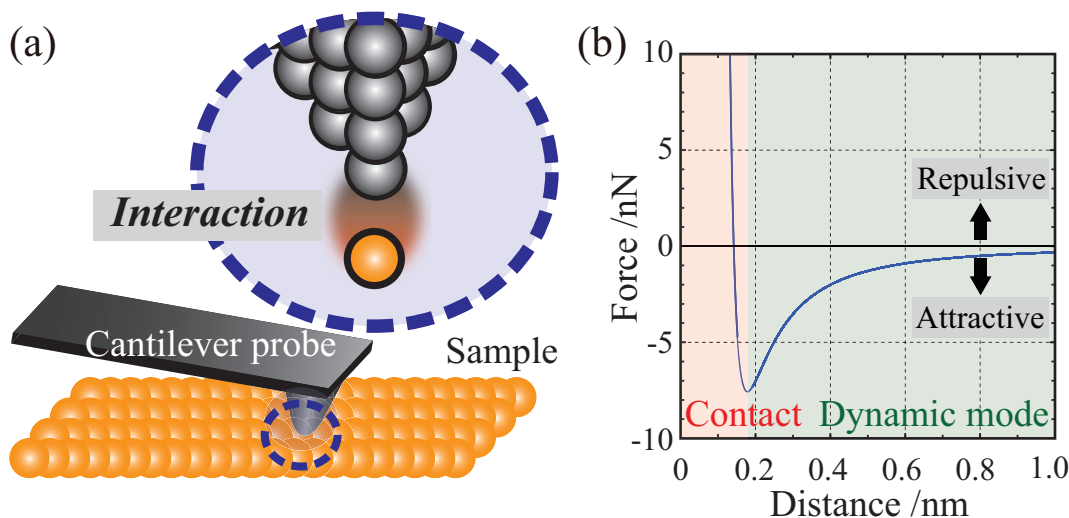 (a)
Interaction
Cantilever probe
Sample
(b)
Force /nN
10
5
0
-5
-10
Repulsive
Attractive
Contact
Dynamic mode
0
0.2
0.4
0.6
0.8
1.0
Distance /nm